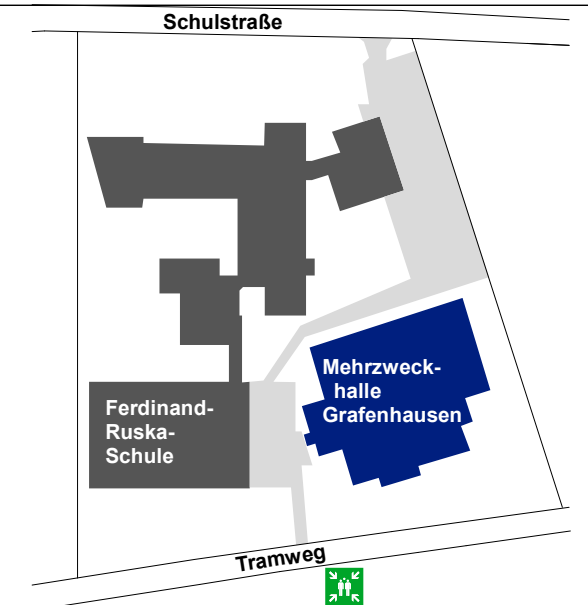 Schulstraße
Mehrzweck-
halle
Grafenhausen
Ferdinand-
Ruska-
Schule
Tramweg